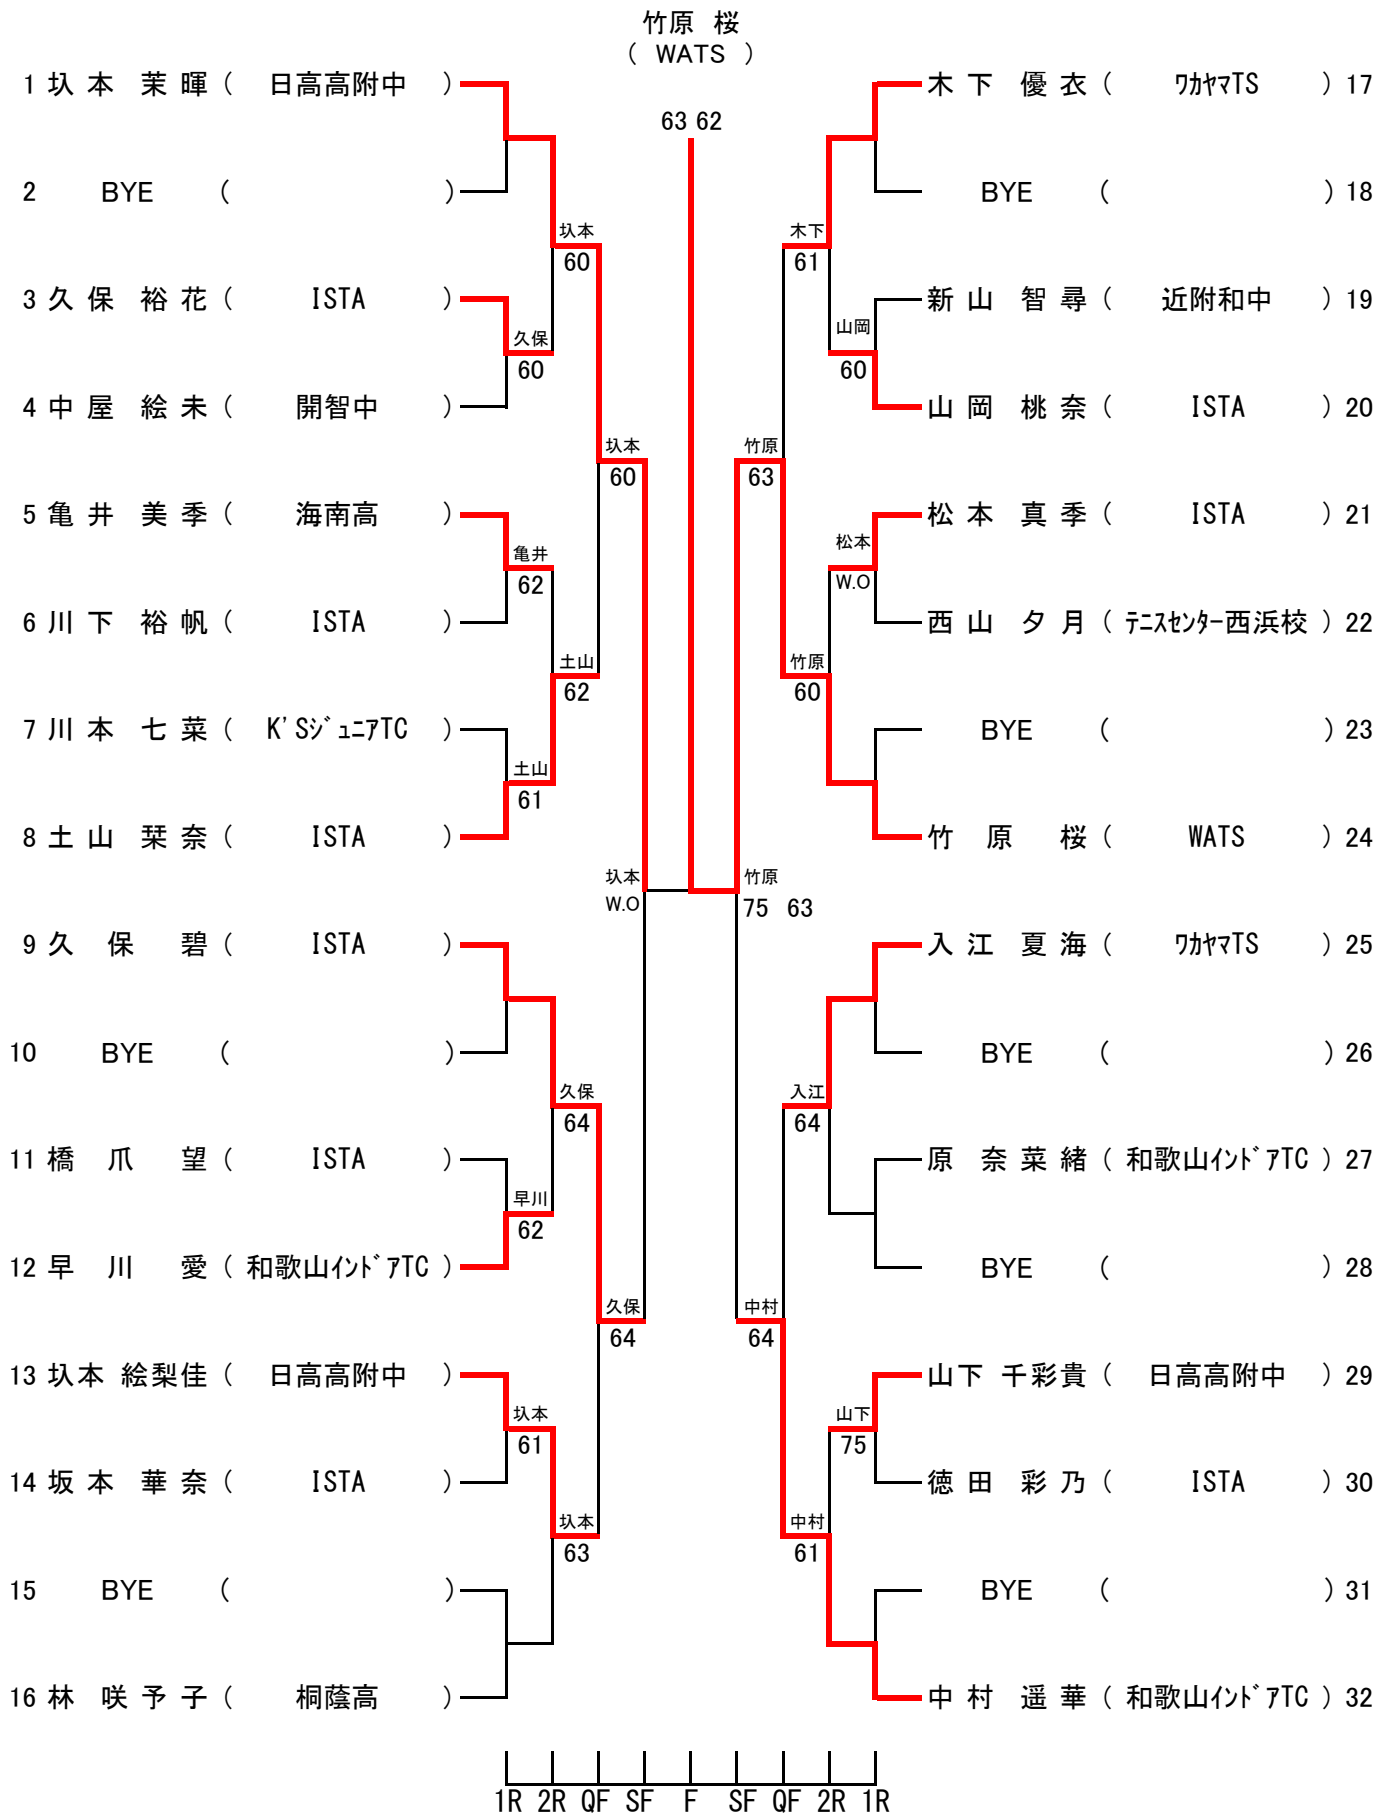 竹原 桜
( WATS )
63 62
1 圦本 茉暉 ( 日高高附中 )
2 BYE ( )
圦本
60
3 久保 裕花 ( ISTA )
久保
60
4 中屋 絵未 ( 開智中 )
圦本
60
5 亀井 美季 ( 海南高 )
亀井
62
6 川下 裕帆 ( ISTA )
土山
62
7 川本 七菜 ( K'SジュニアTC )
土山
61
8 土山 栞奈 ( ISTA )
圦本
W.O
9 久保 碧 ( ISTA )
10 BYE ( )
久保
64
11 橋爪 望 ( ISTA )
早川
62
12 早川 愛 ( 和歌山インドアTC )
久保
64
13 圦本 絵梨佳 ( 日高高附中 )
圦本
61
14 坂本 華奈 ( ISTA )
圦本
63
15 BYE ( )
16 林 咲予子 ( 桐蔭高 )
木下 優衣 ( ワカヤマTS ) 17
BYE ( ) 18
木下
61
新山 智尋 ( 近附和中 ) 19
山岡
60
山岡 桃奈 ( ISTA ) 20
竹原
63
松本 真季 ( ISTA ) 21
松本
W.O
西山 夕月 ( テニスセンター西浜校 ) 22
竹原
60
BYE ( ) 23
竹原 桜 ( WATS ) 24
竹原
75 63
入江 夏海 ( ワカヤマTS ) 25
BYE ( ) 26
入江
64
原 奈菜緒 ( 和歌山インドアTC ) 27
BYE ( ) 28
中村
64
山下 千彩貴 ( 日高高附中 ) 29
山下
75
徳田 彩乃 ( ISTA ) 30
中村
61
BYE ( ) 31
中村 遥華 ( 和歌山インドアTC ) 32
1R 2R QF SF F SF QF 2R 1R